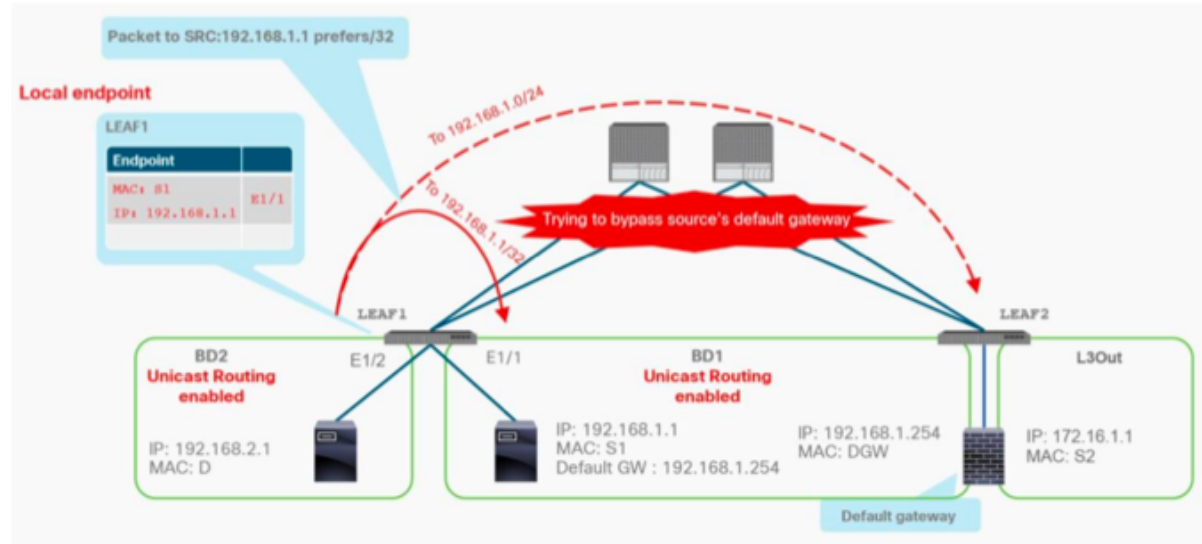 Packet to SRC:192.168.1.1 prefers/32
Local endpoint
LEAF1
Endpoint
MAC: S1
IP: 192.168.1.1
E1/1
To 192.168.1.0/24
To 192.168.1.1/32
Trying to bypass source's default gateway
LEAF1
LEAF2
BD2
Unicast Routing
enabled
E1/2
E1/1
BD1
Unicast Routing
enabled
L3Out
IP: 192.168.2.1
MAC: D
IP: 192.168.1.1
MAC: S1
Default GW : 192.168.1.254
IP: 192.168.1.254
MAC: DGW
IP: 172.16.1.1
MAC: S2
Default gateway